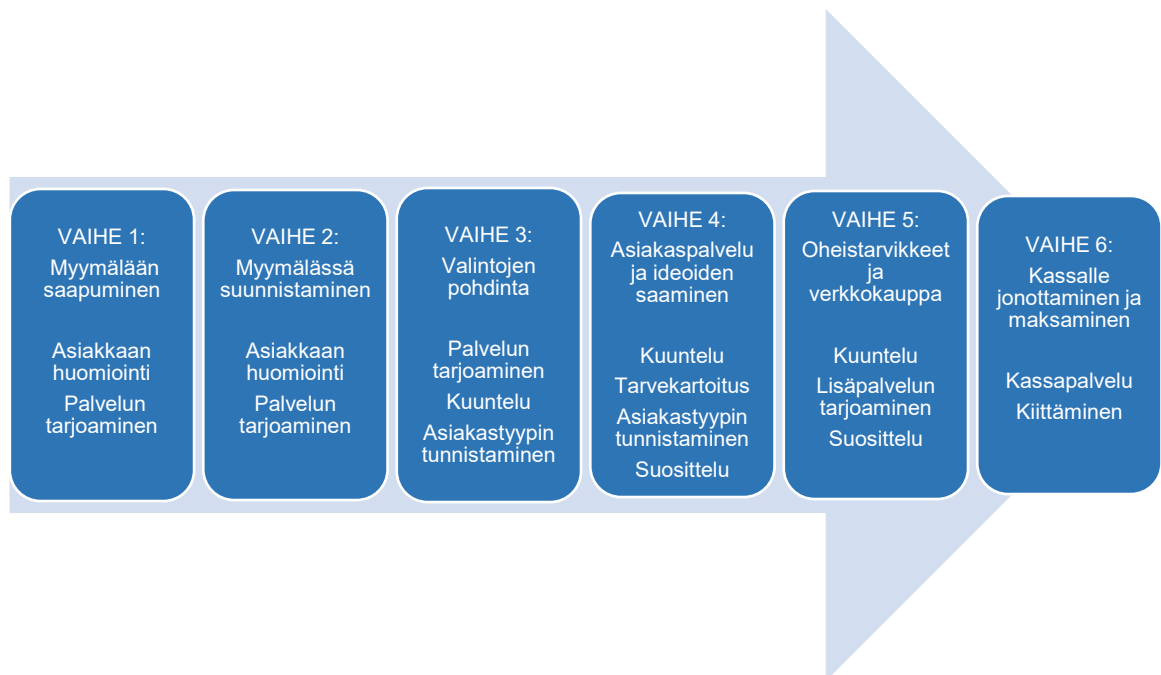 VAIHE 1:
Myymälään
saapuminen
Asiakkaan
huomiointi
Palvelun
tarjoaminen
VAIHE 2:
Myymälässä
suunnistaminen
Asiakkaan
huomiointi
Palvelun
tarjoaminen
VAIHE 3:
Valintojen
pohdinta
Palvelun
tarjoaminen
Kuuntelu
Asiakastyypin
tunnistaminen
VAIHE 4:
Asiakaspalvelu
ja ideoiden
saaminen
Kuuntelu
Tarvekartoitus
Asiakastyypin
tunnistaminen
Suosittelu
VAIHE 5:
Oheistarvikkeet
ja
verkkokauppa
Kuuntelu
Lisäpalvelun
tarjoaminen
Suosittelu
VAIHE 6:
Kassalle
jonottaminen ja
maksaminen
Kassapalvelu
Kiittäminen